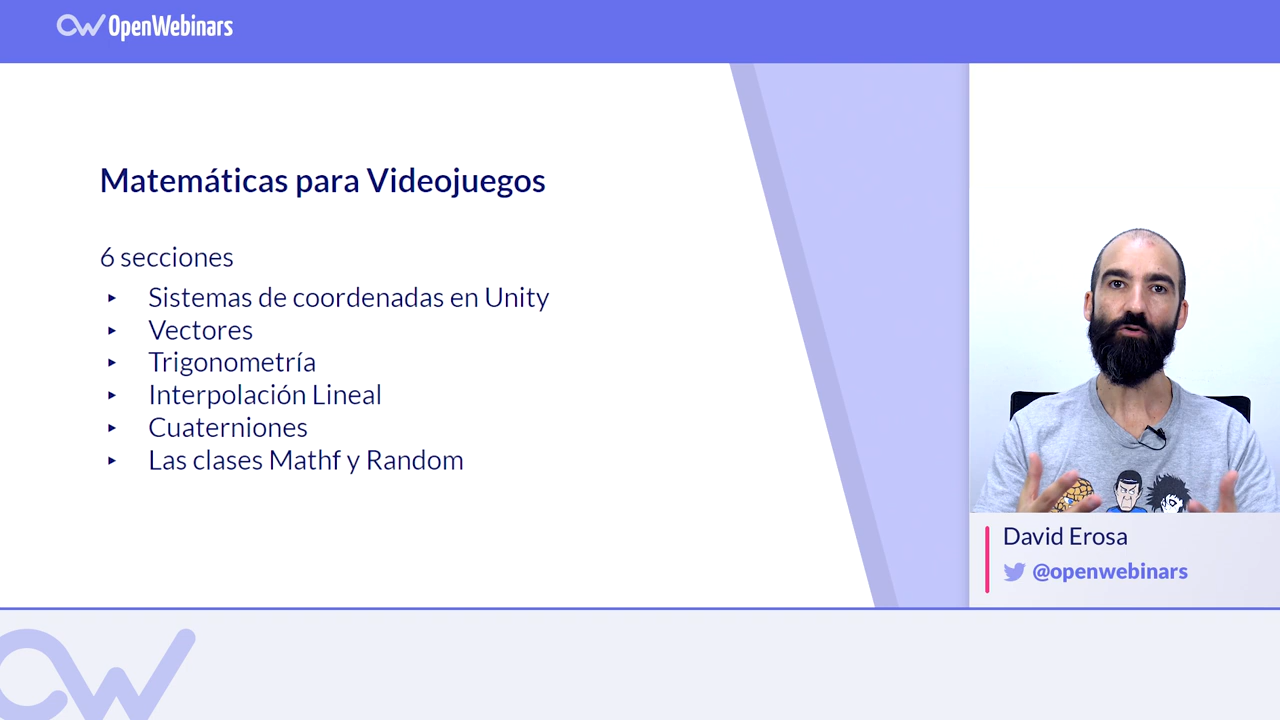 OpenWebinars
Matemáticas para Videojuegos
6 secciones
▸ Sistemas de coordenadas en Unity
▸ Vectores
▸ Trigonometría
▸ Interpolación Lineal
▸ Cuaterniones
▸ Las clases Mathf y Random
David Erosa
@openwebinars